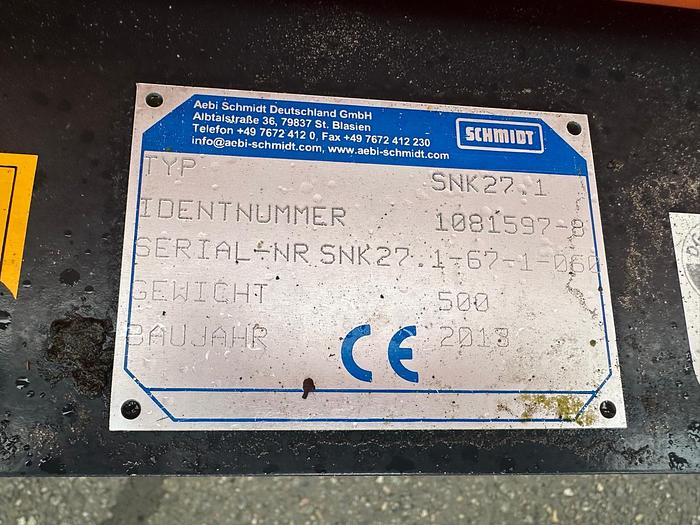 Aebi Schmidt Deutschland GmbH
Albtalstraße 36, 79837 St. Blasien
Telefon +49 7672 412 0, Fax +49 7672 412 230
info@aebi-schmidt.com, www.aebi-schmidt.com
SCHMIDT
TYP SNK27.1
IDENTNUMMER 1081597-8
SERIAL-NR SNK27.1-67-1-060
GEWICHT 500
BAUJAHR 2013
CE